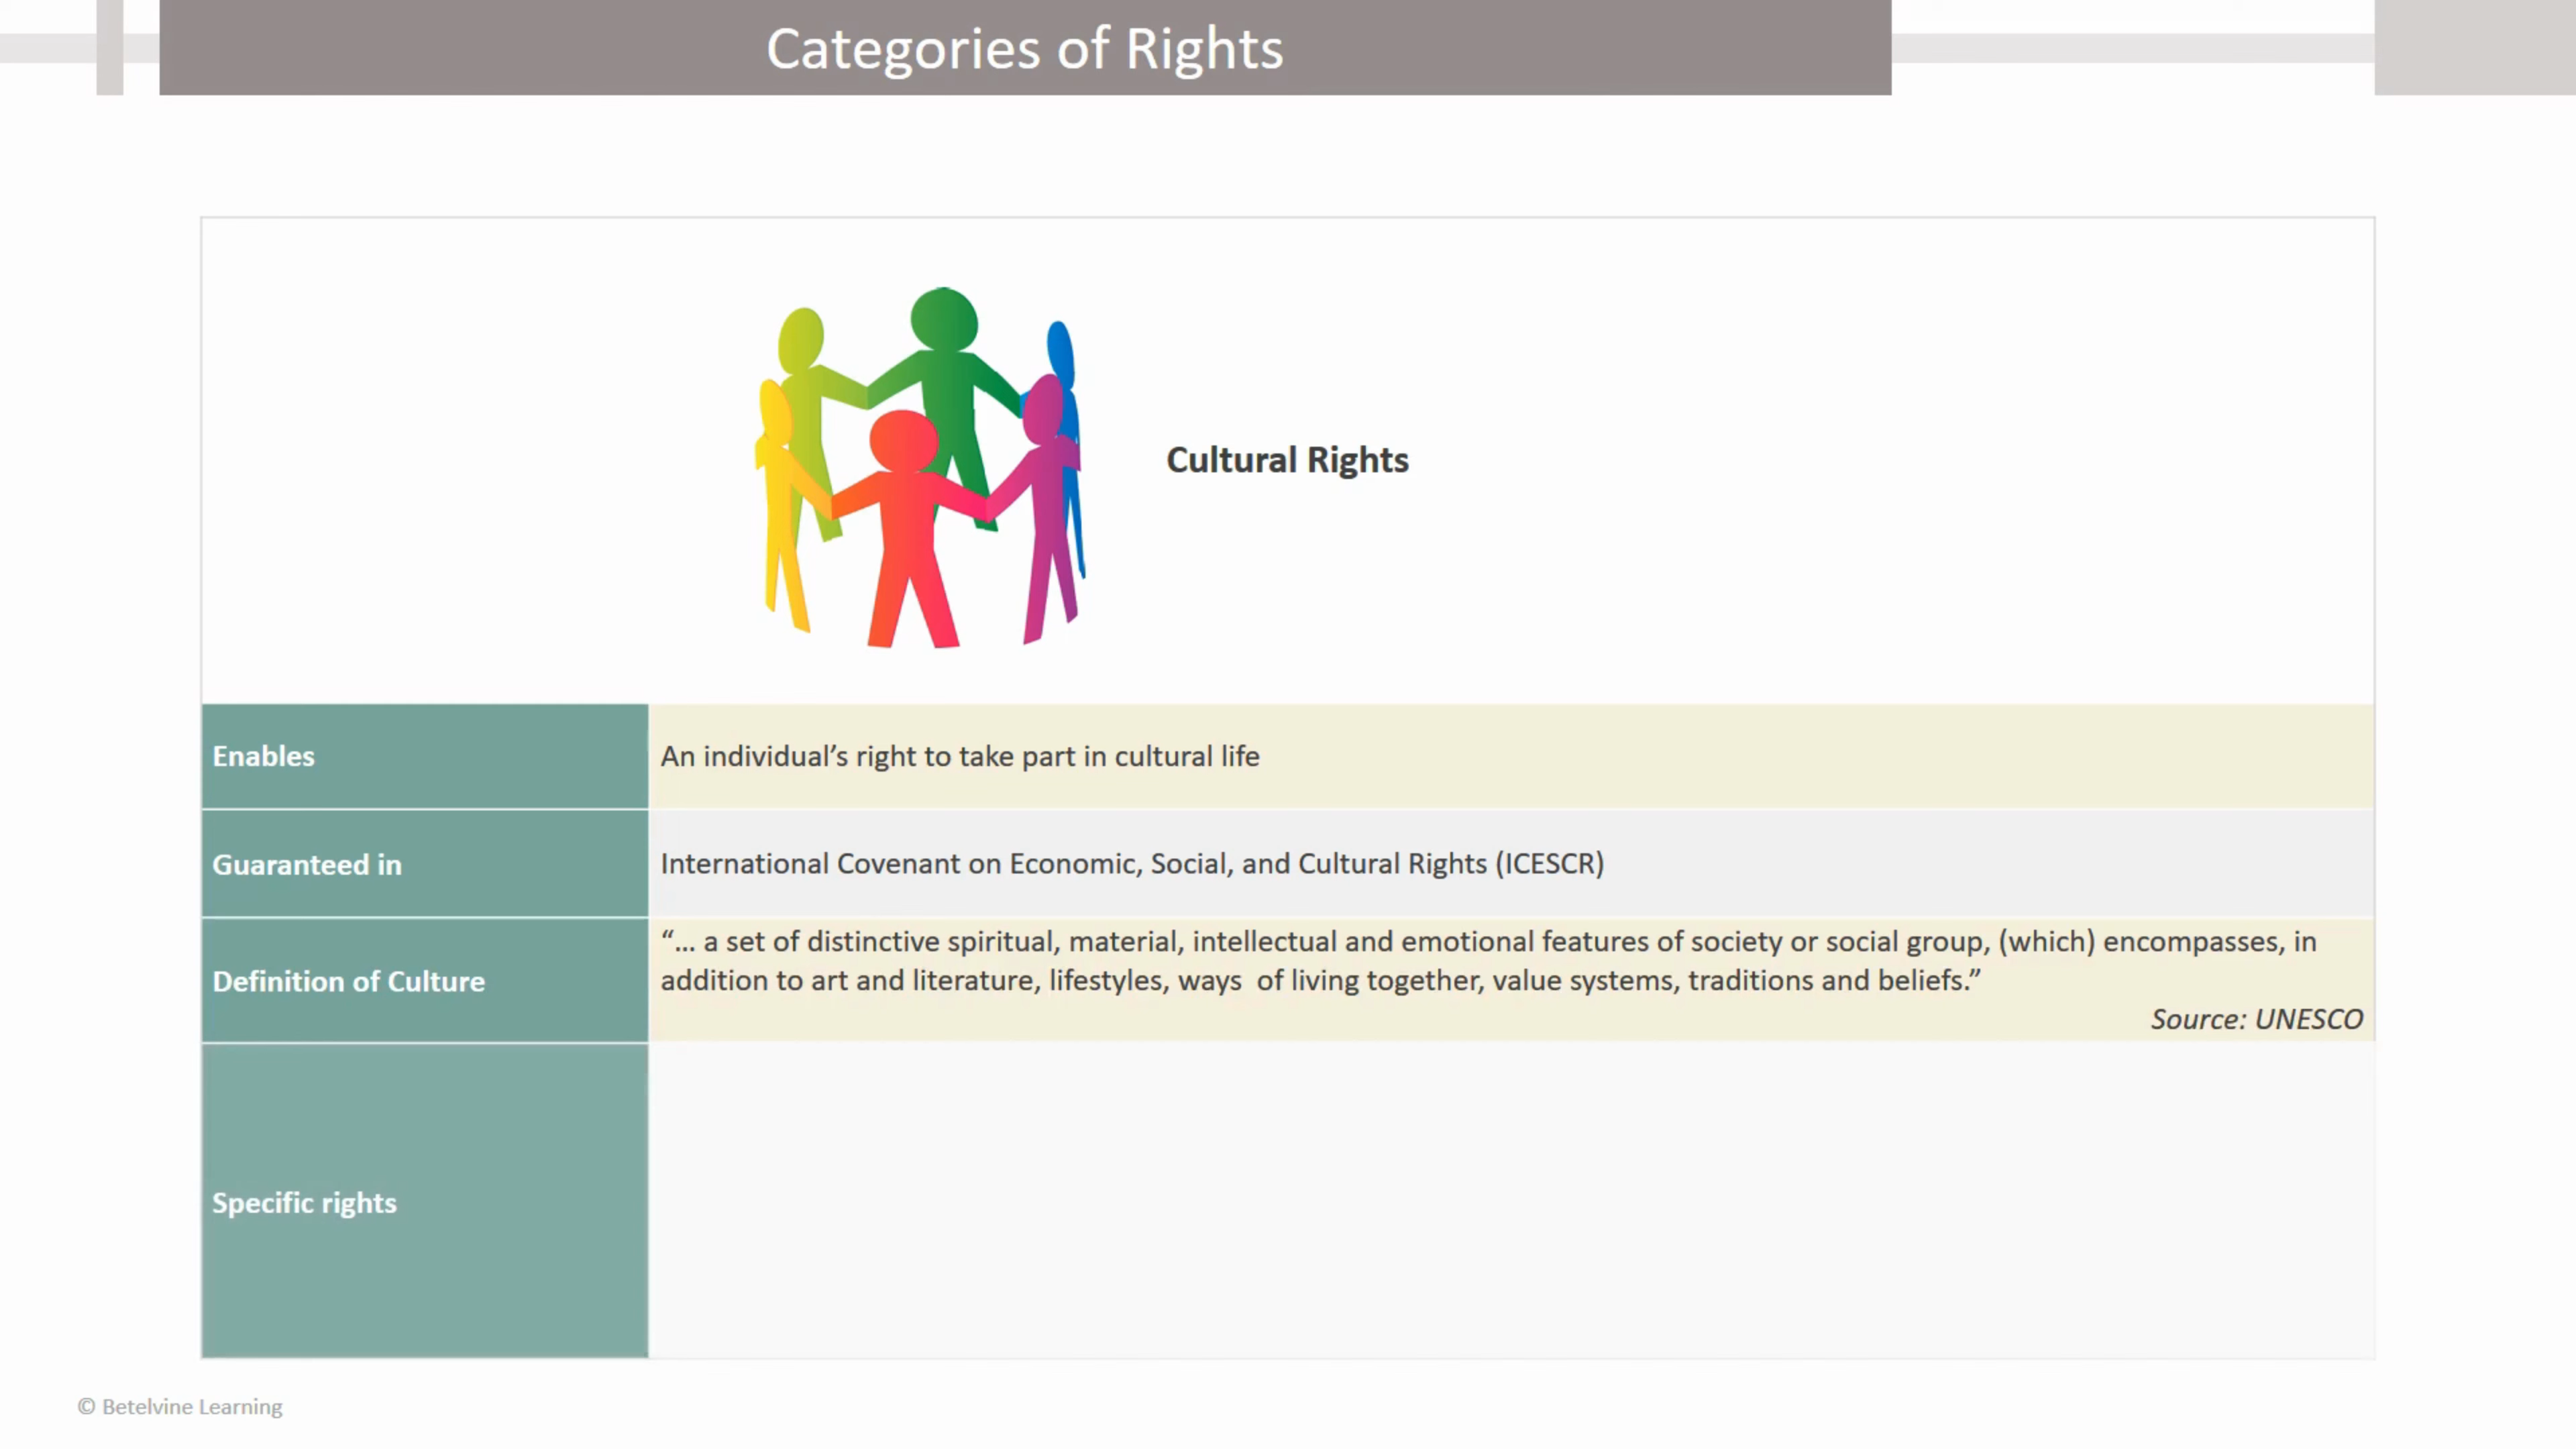 Categories of Rights
Cultural Rights
Enables
An individual’s right to take part in cultural life
Guaranteed in
International Covenant on Economic, Social, and Cultural Rights (ICESCR)
Definition of Culture
“... a set of distinctive spiritual, material, intellectual and emotional features of society or social group, (which) encompasses, in
addition to art and literature, lifestyles, ways of living together, value systems, traditions and beliefs.”
Source: UNESCO
Specific rights
© Betelvine Learning